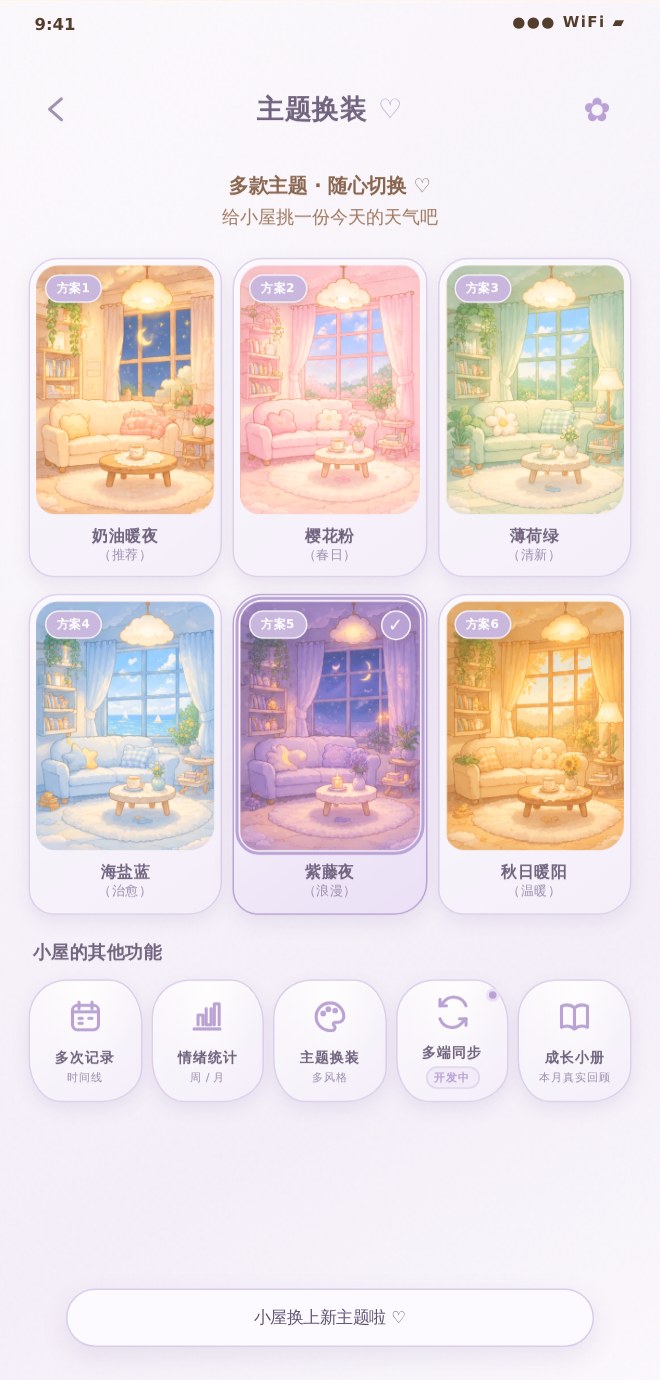 9:41
●●● WiFi ▰
主题换装 ♡
多款主题 · 随心切换 ♡
给小屋挑一份今天的天气吧
方案1
方案2
方案3
奶油暖夜
（推荐）
樱花粉
（春日）
薄荷绿
（清新）
方案4
方案5
✓
方案6
海盐蓝
（治愈）
紫藤夜
（浪漫）
秋日暖阳
（温暖）
小屋的其他功能
多次记录
时间线
情绪统计
周 / 月
主题换装
多风格
多端同步
开发中
成长小册
本月真实回顾
小屋换上新主题啦 ♡